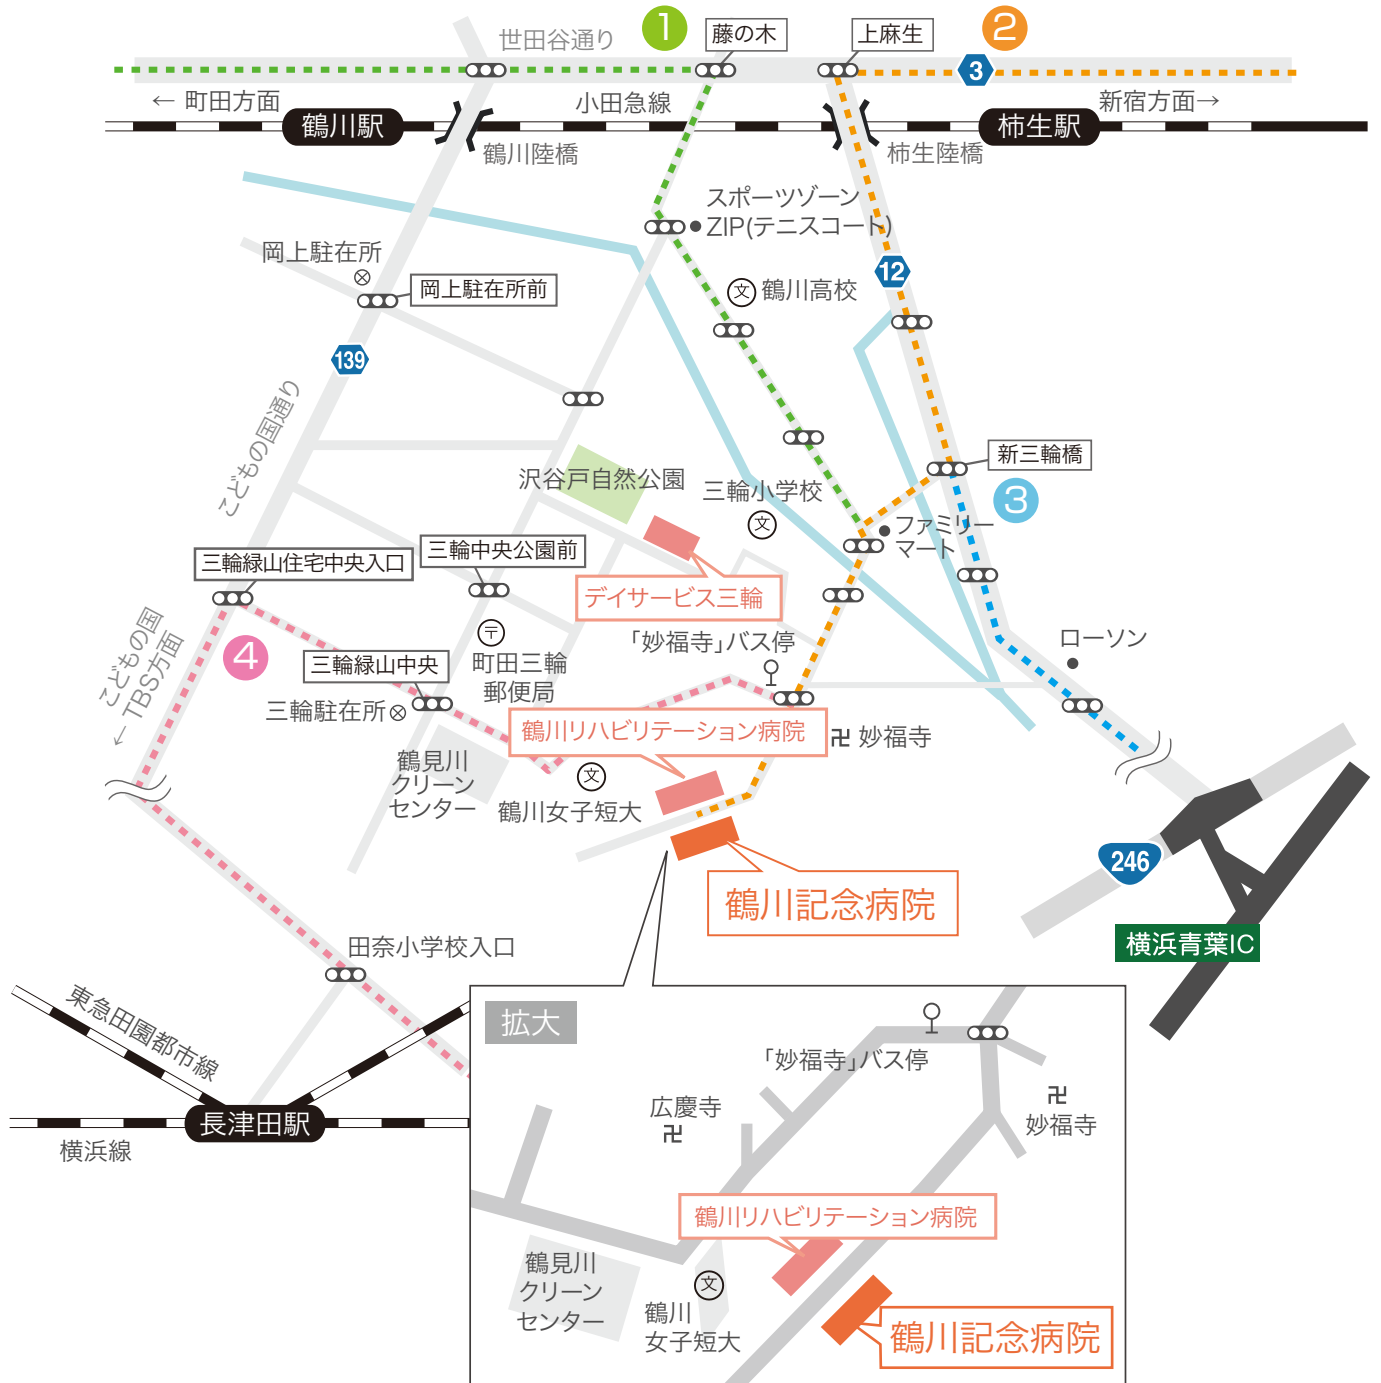 世田谷通り
1
藤の木
上麻生
2
3
← 町田方面
小田急線
新宿方面→
鶴川駅
柿生駅
鶴川陸橋
柿生陸橋
スポーツゾーン
ZIP(テニスコート)
岡上駐在所
岡上駐在所前
12
文
鶴川高校
139
こどもの国通り
新三輪橋
沢谷戸自然公園
三輪小学校
文
3
ファミリー
マート
三輪緑山住宅中央入口
三輪中央公園前
デイサービス三輪
こどもの国
← TBS方面
4
〒
町田三輪
郵便局
「妙福寺」バス停
ローソン
三輪緑山中央
三輪駐在所
鶴川リハビリテーション病院
卍 妙福寺
鶴見川
クリーン
センター
文
鶴川女子短大
246
鶴川記念病院
横浜青葉IC
田奈小学校入口
東急田園都市線
長津田駅
横浜線
拡大
「妙福寺」バス停
広慶寺
卍
卍
妙福寺
鶴川リハビリテーション病院
鶴見川
クリーン
センター
文
鶴川
女子短大
鶴川記念病院